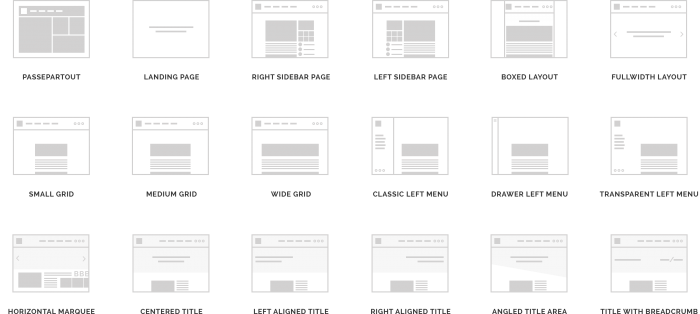 PASSEPARTOUT
LANDING PAGE
RIGHT SIDEBAR PAGE
LEFT SIDEBAR PAGE
BOXED LAYOUT
FULLWIDTH LAYOUT
SMALL GRID
MEDIUM GRID
WIDE GRID
CLASSIC LEFT MENU
DRAWER LEFT MENU
TRANSPARENT LEFT MENU
HORIZONTAL MARQUEE
CENTERED TITLE
LEFT ALIGNED TITLE
RIGHT ALIGNED TITLE
ANGLED TITLE AREA
TITLE WITH BREADCRUMB